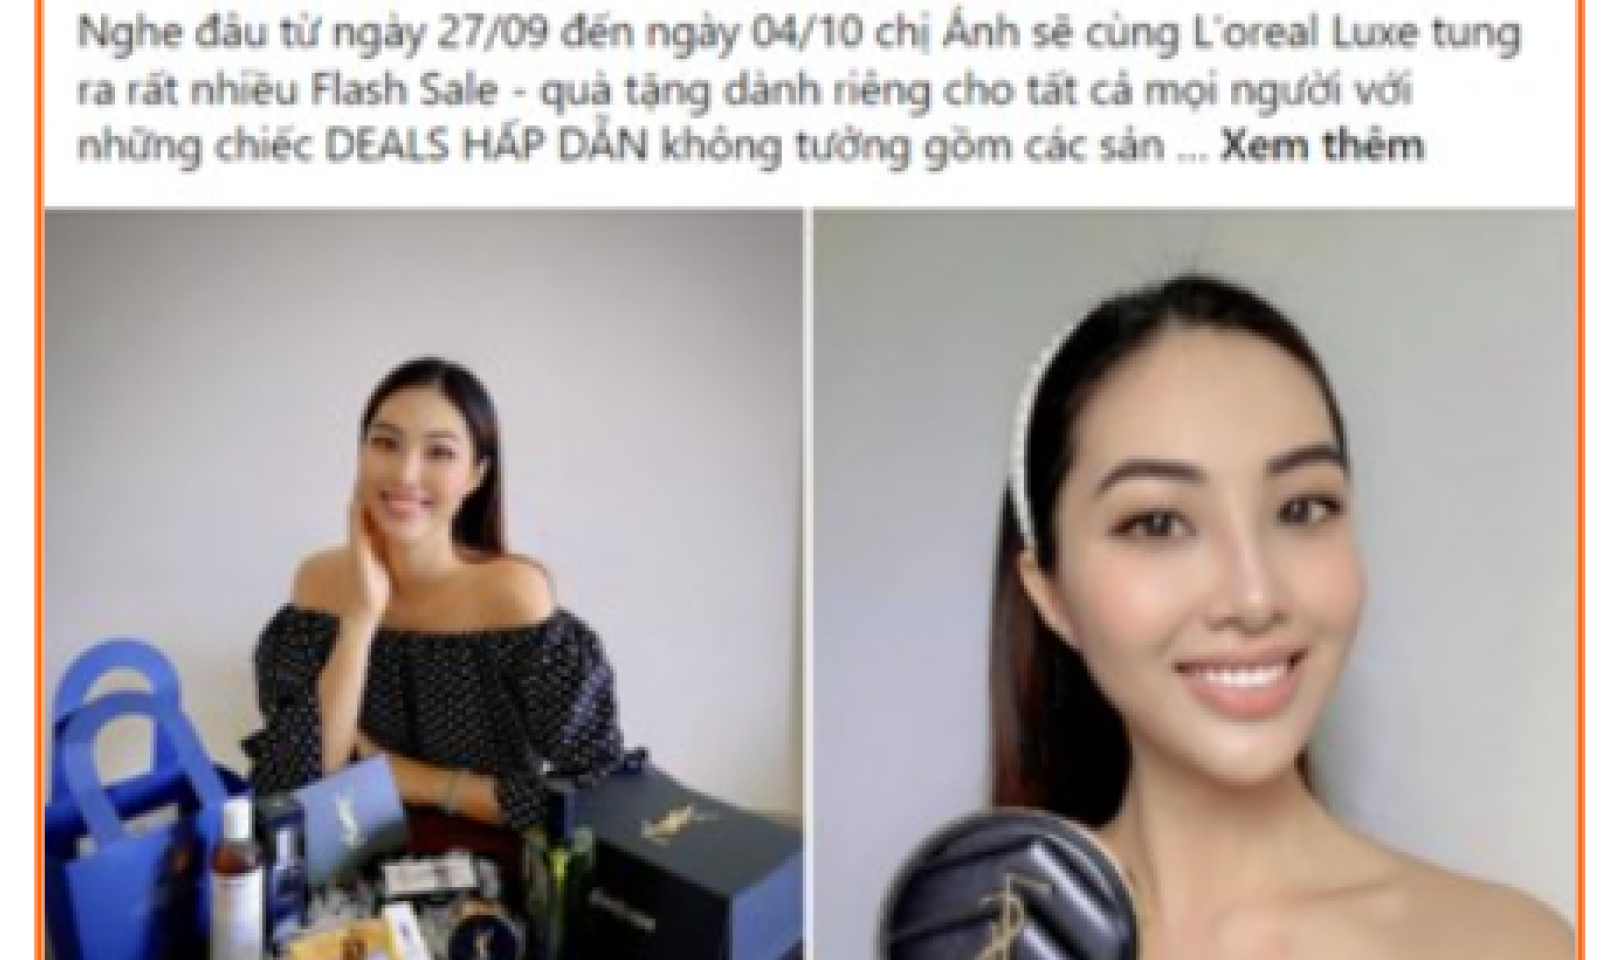 Nghe đâu từ ngày 27/09 đến ngày 04/10 chị Ánh sẽ cùng L'oreal Luxe tung
ra rất nhiều Flash Sale - quà tặng dành riêng cho tất cả mọi người với
những chiếc DEALS HẤP DẪN không tưởng gồm các sản ... Xem thêm